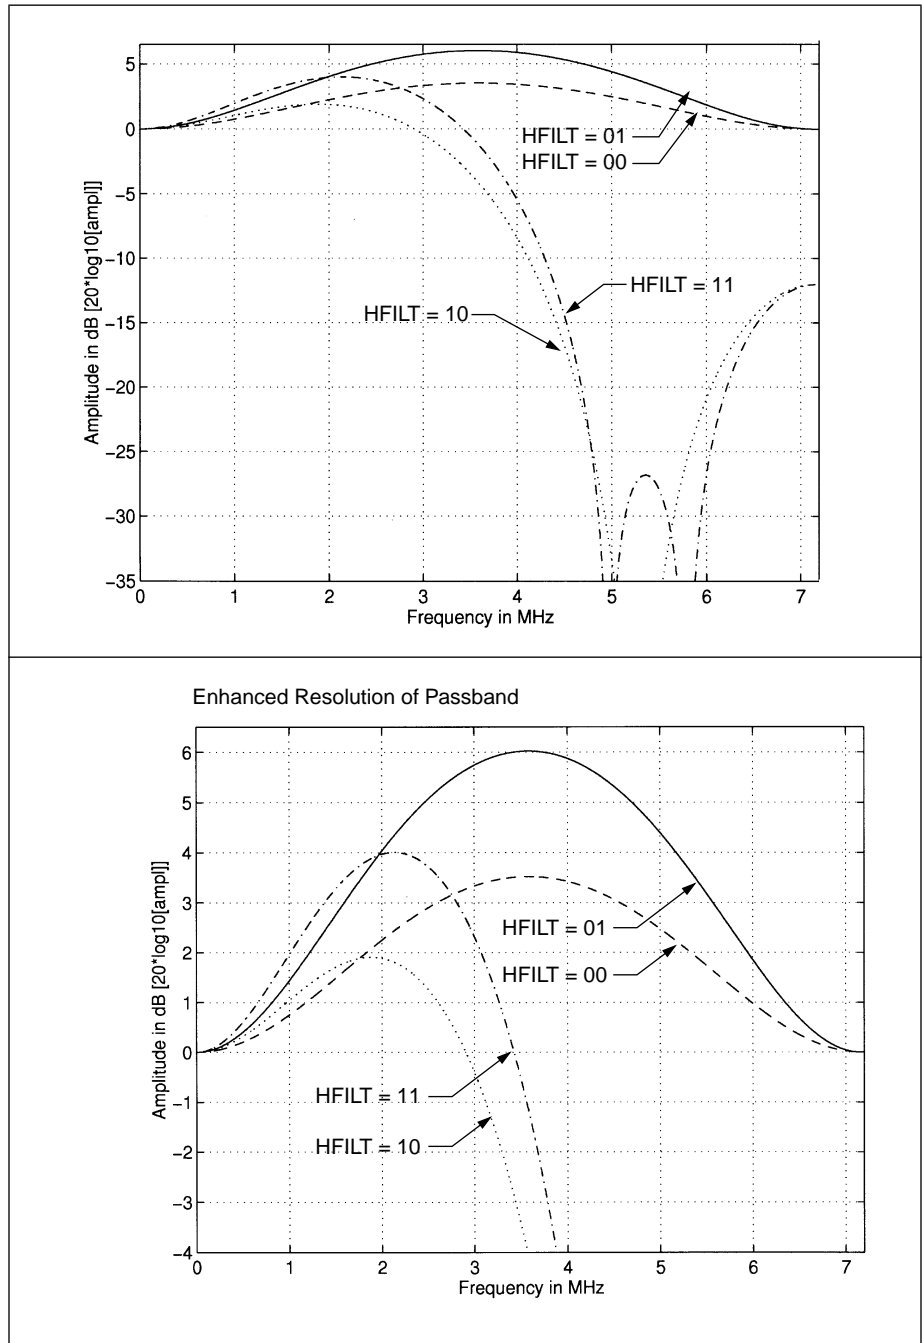 5
0
−5
−10
−15
−20
−25
−30
−35
Amplitude in dB [20*log10[ampl]]
HFILT = 01
HFILT = 00
HFILT = 11
HFILT = 10
0 1 2 3 4 5 6 7
Frequency in MHz
Enhanced Resolution of Passband
6
5
4
3
2
1
0
−1
−2
−3
−4
Amplitude in dB [20*log10[ampl]]
HFILT = 01
HFILT = 00
HFILT = 11
HFILT = 10
0 1 2 3 4 5 6 7
Frequency in MHz